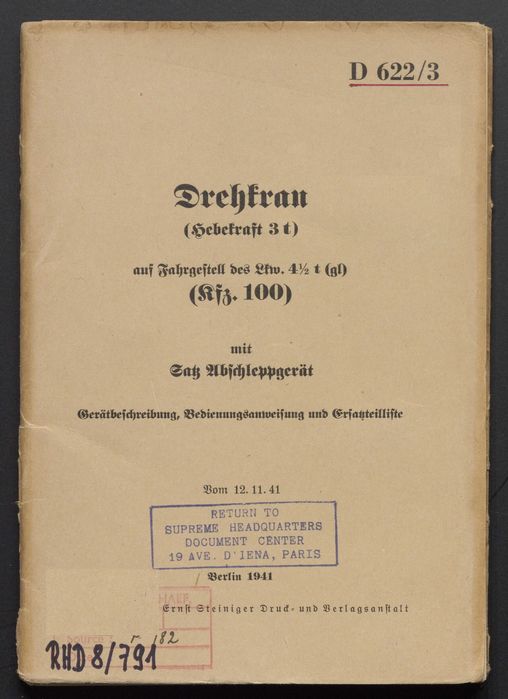 D 622/3
Drehkran
(Hebekraft 3 t)
auf Fahrgestell des Lkw. 4½ t (gl)
(Kfz. 100)
mit
Satz Abschleppgerät
Gerätbeschreibung, Bedienungsanweisung und Ersatzteilliste
Vom 12. 11. 41
RETURN TO
SUPREME HEADQUARTERS
DOCUMENT CENTER
19 AVE. D'IENA, PARIS
Berlin 1941
Ernst Steiniger Druck- und Verlagsanstalt
Source
r 182
RHD 8/791